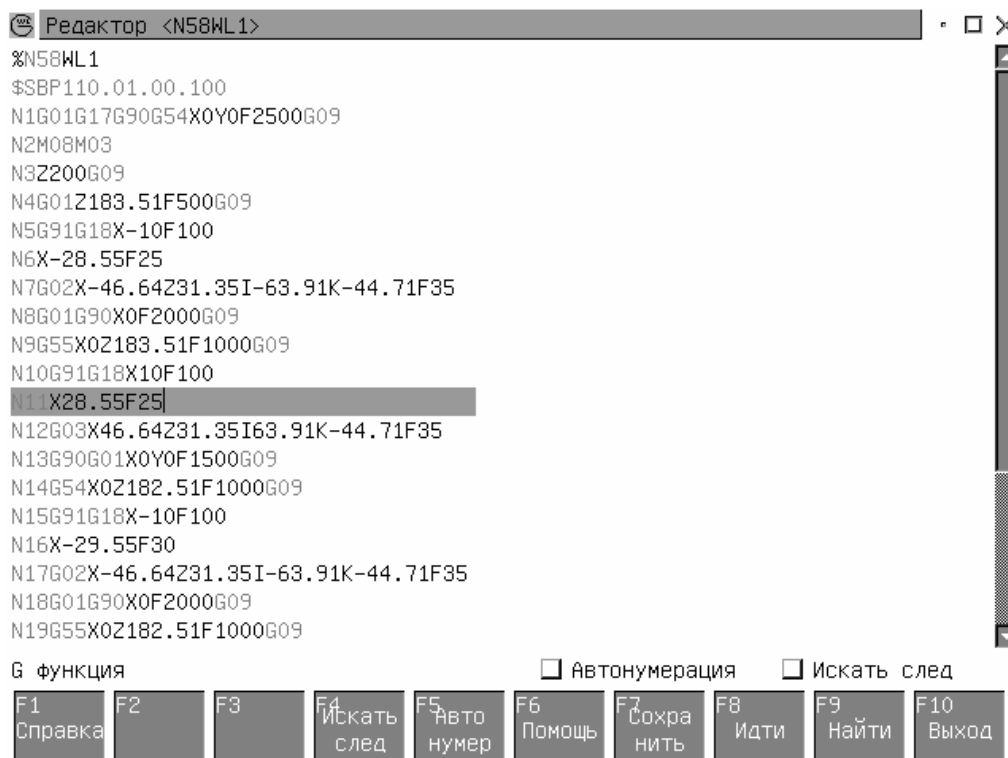 Редактор <N58WL1>
%N58WL1
$SBP110.01.00.100
N1G01G17G90G54X0Y0F2500G09
N2M08M03
N3Z200G09
N4G01Z183.51F500G09
N5G91G18X-10F100
N6X-28.55F25
N7G02X-46.64Z31.35I-63.91K-44.71F35
N8G01G90X0F2000G09
N9G55X0Z183.51F1000G09
N10G91G18X10F100
N11X28.55F25
N12G03X46.64Z31.35I63.91K-44.71F35
N13G90G01X0Y0F1500G09
N14G54X0Z182.51F1000G09
N15G91G18X-10F100
N16X-29.55F30
N17G02X-46.64Z31.35I-63.91K-44.71F35
N18G01G90X0F2000G09
N19G55X0Z182.51F1000G09
G функция Автонумерация Искать след
F1 F2 F3 F4 F5 F6 F7 F8 F9 F10
Справка Искать Авто Помощь Сохра Идти Найти Выход
след нумер нить